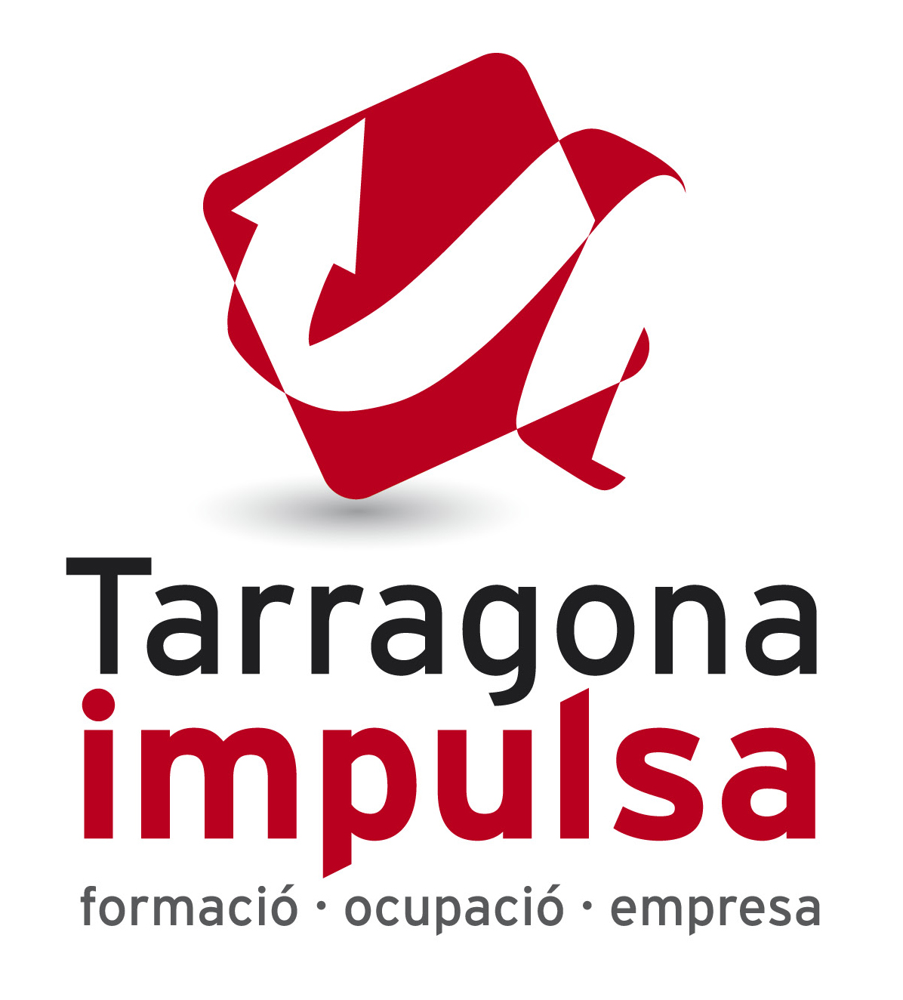 Tarragona
impulsa
formació · ocupació · empresa